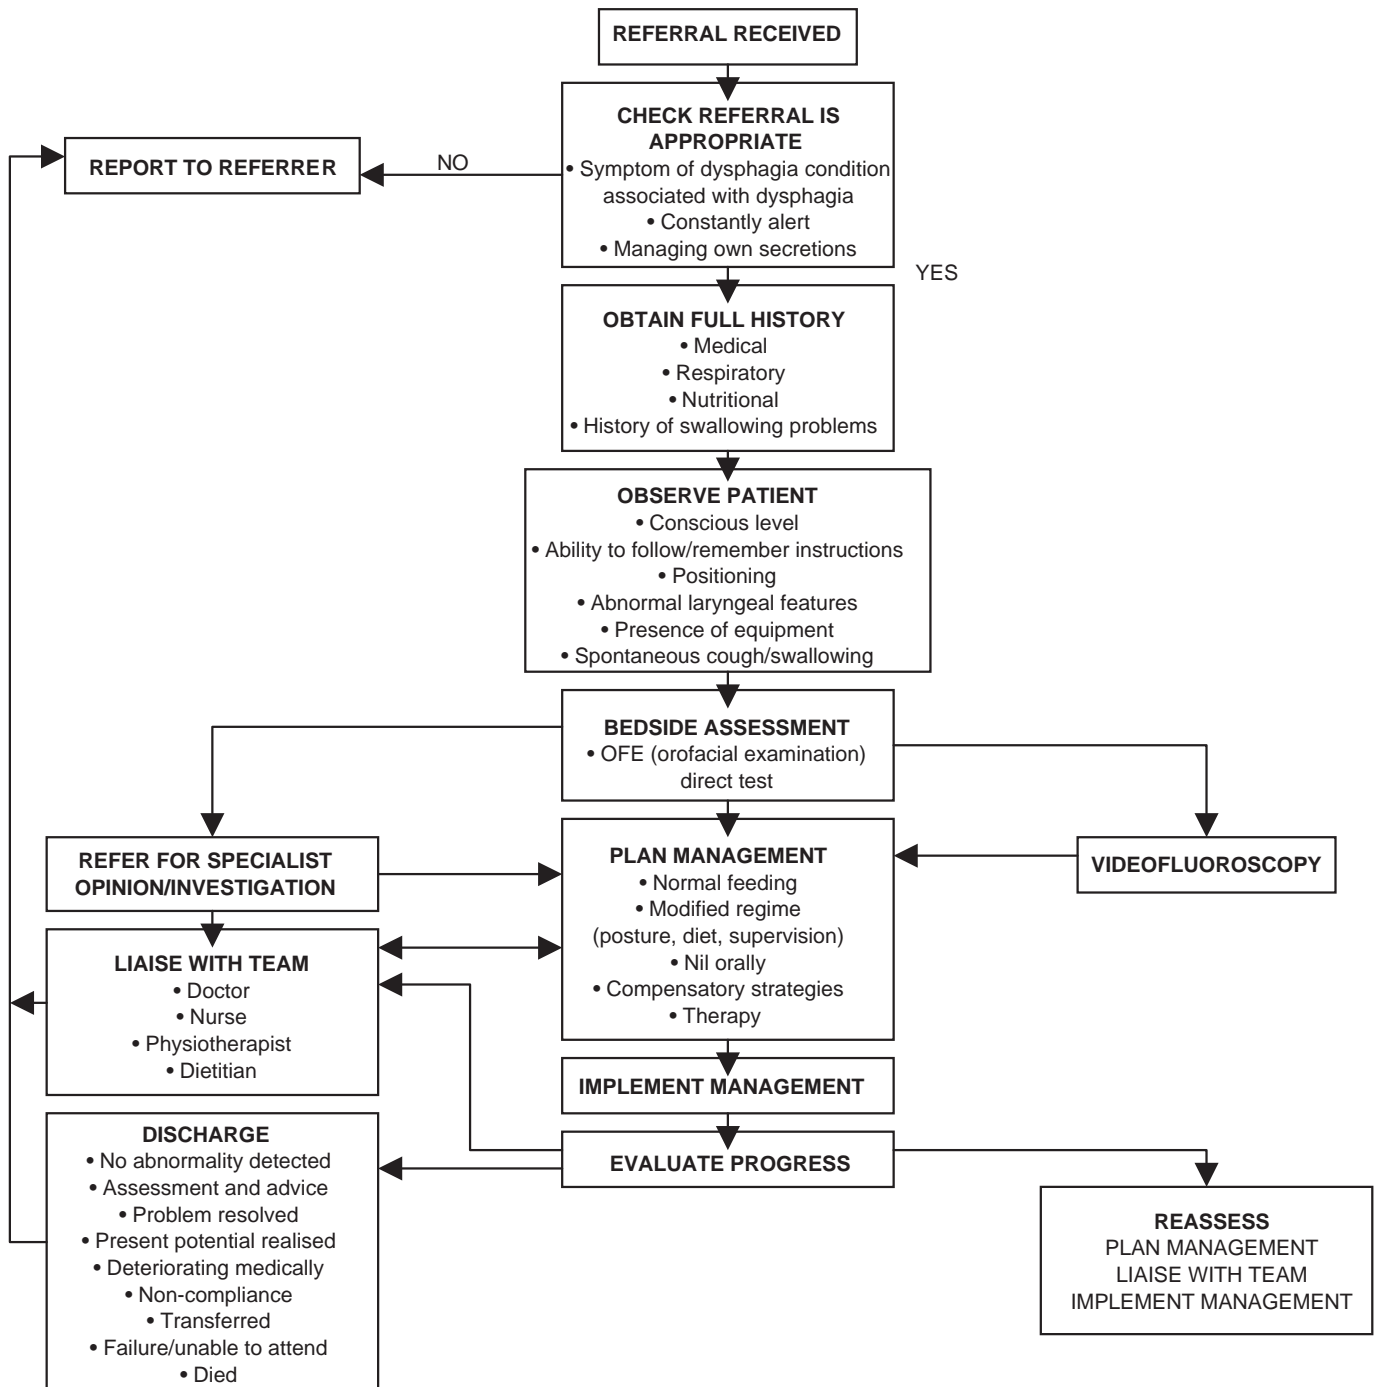 REFERRAL RECEIVED
CHECK REFERRAL IS
APPROPRIATE
• Symptom of dysphagia condition
associated with dysphagia
• Constantly alert
• Managing own secretions
NO
REPORT TO REFERRER
YES
OBTAIN FULL HISTORY
• Medical
• Respiratory
• Nutritional
• History of swallowing problems
OBSERVE PATIENT
• Conscious level
• Ability to follow/remember instructions
• Positioning
• Abnormal laryngeal features
• Presence of equipment
• Spontaneous cough/swallowing
BEDSIDE ASSESSMENT
• OFE (orofacial examination)
direct test
REFER FOR SPECIALIST
OPINION/INVESTIGATION
PLAN MANAGEMENT
• Normal feeding
• Modified regime
(posture, diet, supervision)
• Nil orally
• Compensatory strategies
• Therapy
VIDEOFLUOROSCOPY
LIAISE WITH TEAM
• Doctor
• Nurse
• Physiotherapist
• Dietitian
IMPLEMENT MANAGEMENT
EVALUATE PROGRESS
DISCHARGE
• No abnormality detected
• Assessment and advice
• Problem resolved
• Present potential realised
• Deteriorating medically
• Non-compliance
• Transferred
• Failure/unable to attend
• Died
REASSESS
PLAN MANAGEMENT
LIAISE WITH TEAM
IMPLEMENT MANAGEMENT